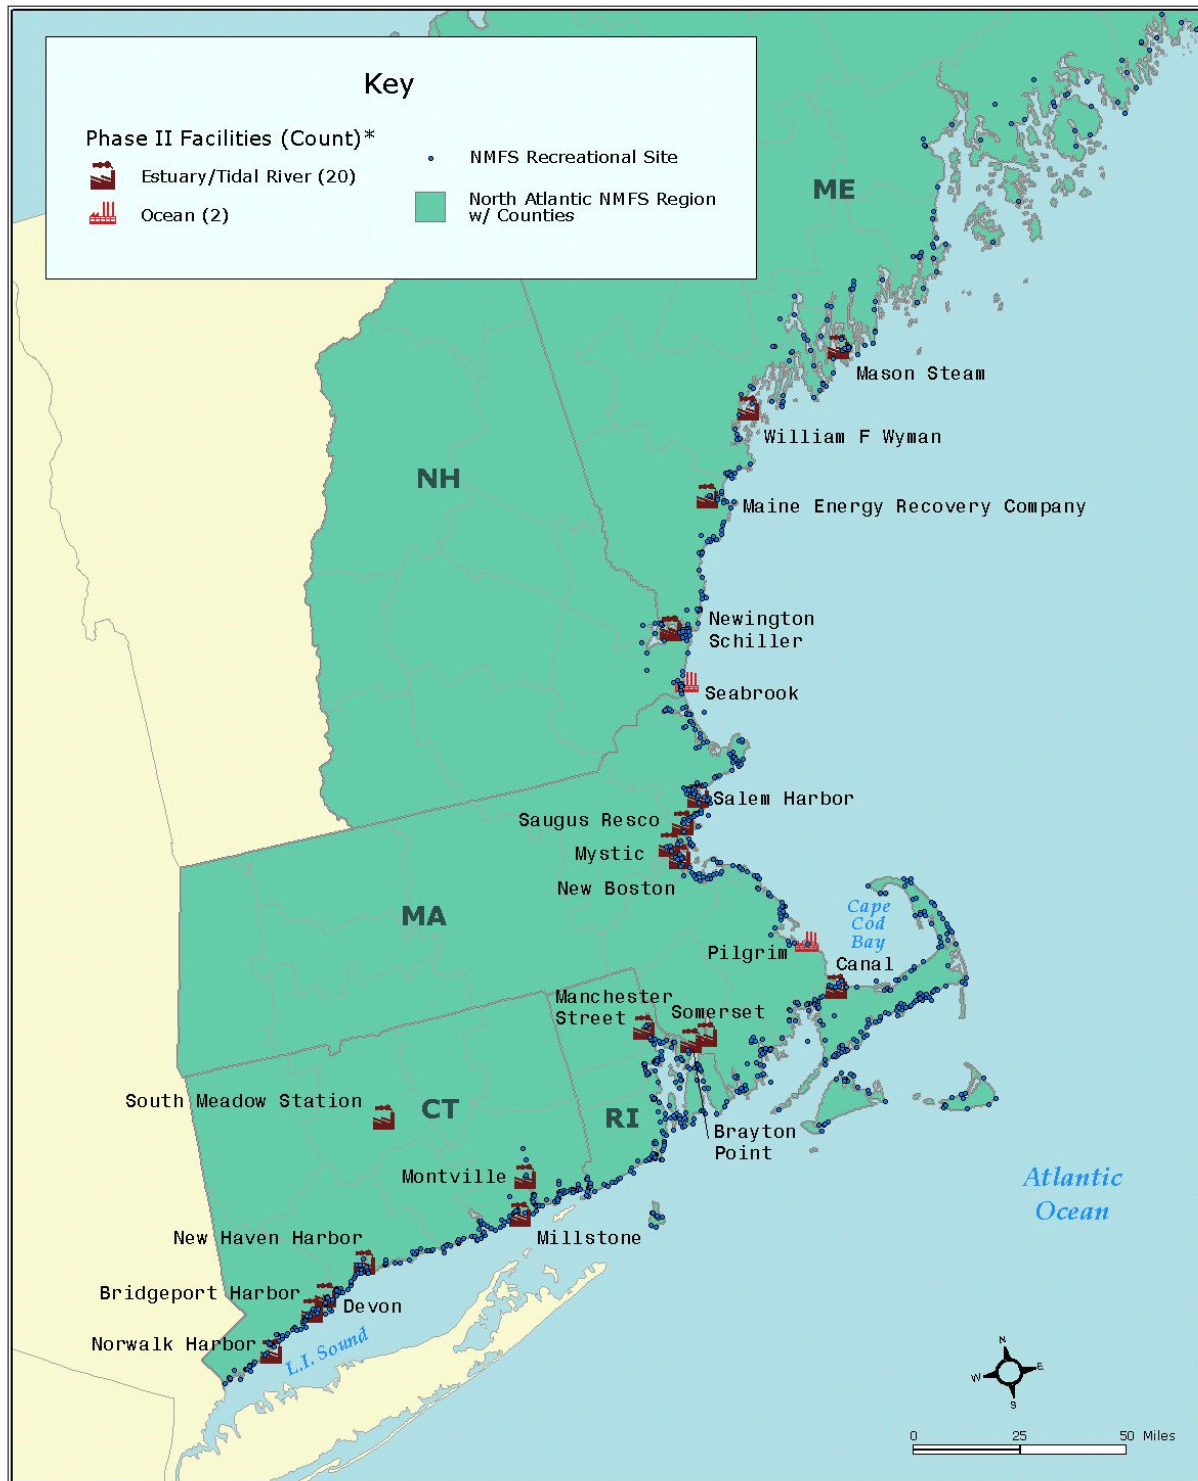 Key
Phase II Facilities (Count)*
Estuary/Tidal River (20)
Ocean (2)
NMFS Recreational Site
North Atlantic NMFS Region
w/ Counties
ME
Mason Steam
William F Wyman
NH
Maine Energy Recovery Company
Newington
Schiller
Seabrook
Salem Harbor
Saugus Resco
Mystic
New Boston
MA
Cape
Cod
Bay
Pilgrim
Canal
Manchester
Street
Somerset
South Meadow Station
CT
RI
Brayton
Point
Montville
Atlantic
Ocean
New Haven Harbor
Millstone
Bridgeport Harbor
Devon
Norwalk Harbor
L.I. Sound
N
W
E
S
0 25 50 Miles